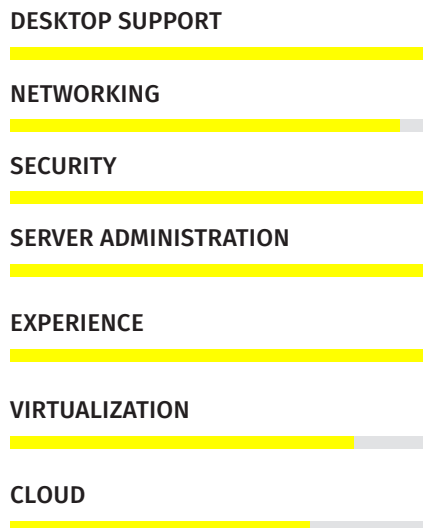 DESKTOP SUPPORT
NETWORKING
SECURITY
SERVER ADMINISTRATION
EXPERIENCE
VIRTUALIZATION
CLOUD